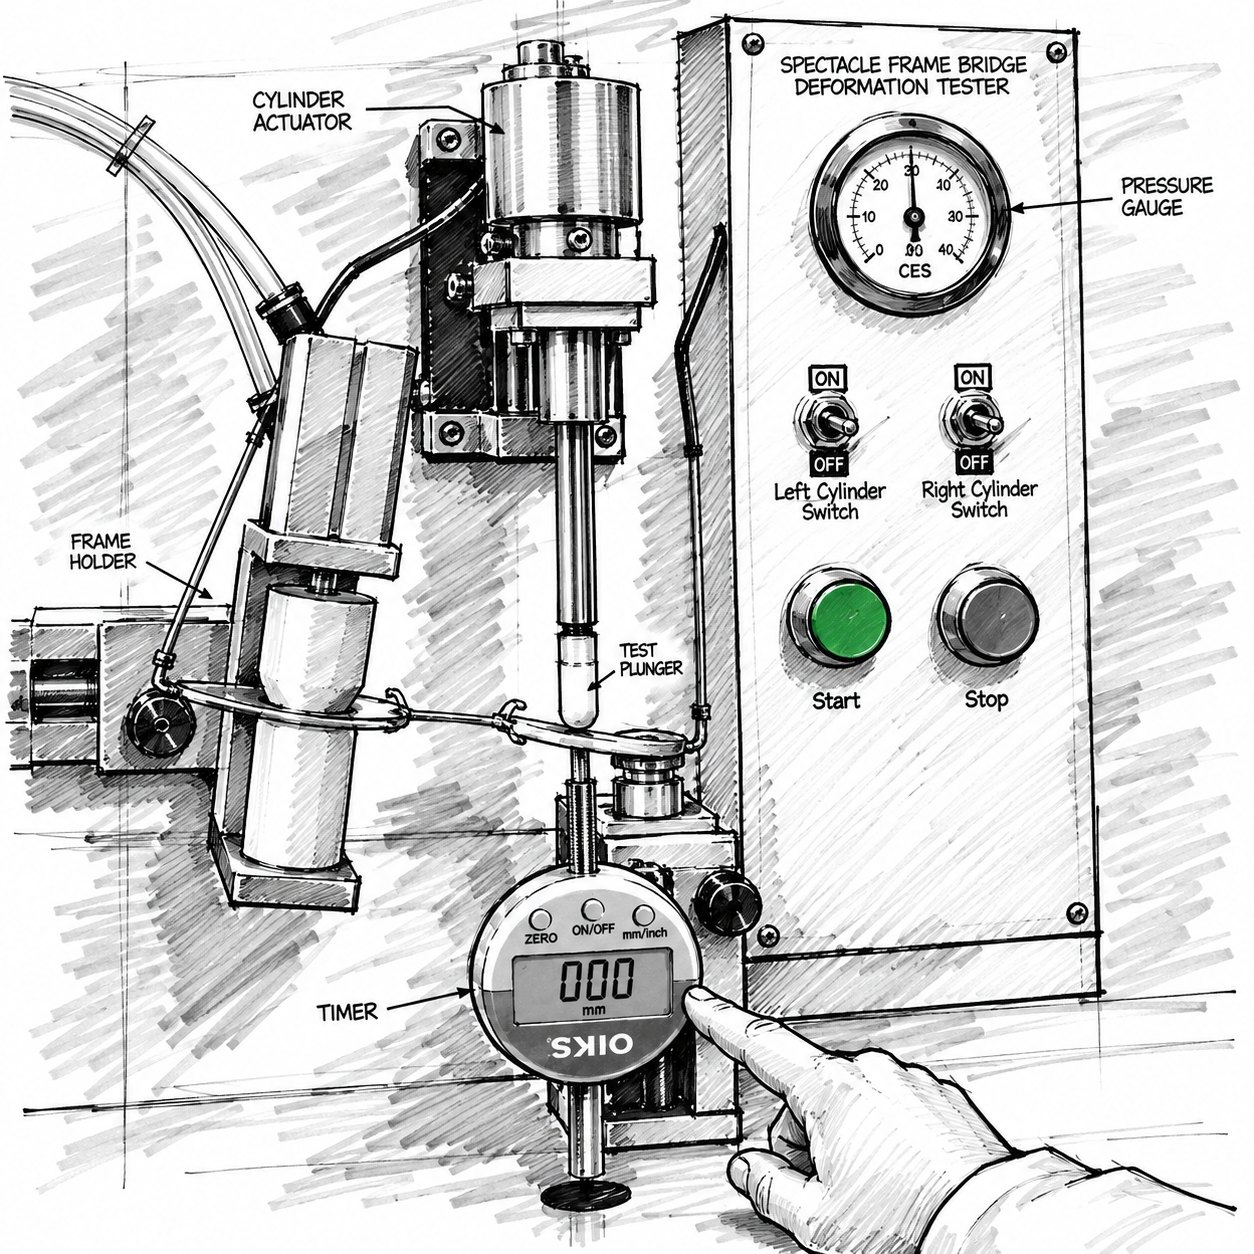 CYLINDER
ACTUATOR
SPECTACLE FRAME BRIDGE
DEFORMATION TESTER
20 30 40
10 30
0 00 40
CES
PRESSURE
GAUGE
ON ON
OFF OFF
Left Cylinder
Switch
Right Cylinder
Switch
FRAME
HOLDER
TEST
PLUNGER
Start Stop
ZERO ON/OFF mm/inch
000
mm
TIMER
OIKS.